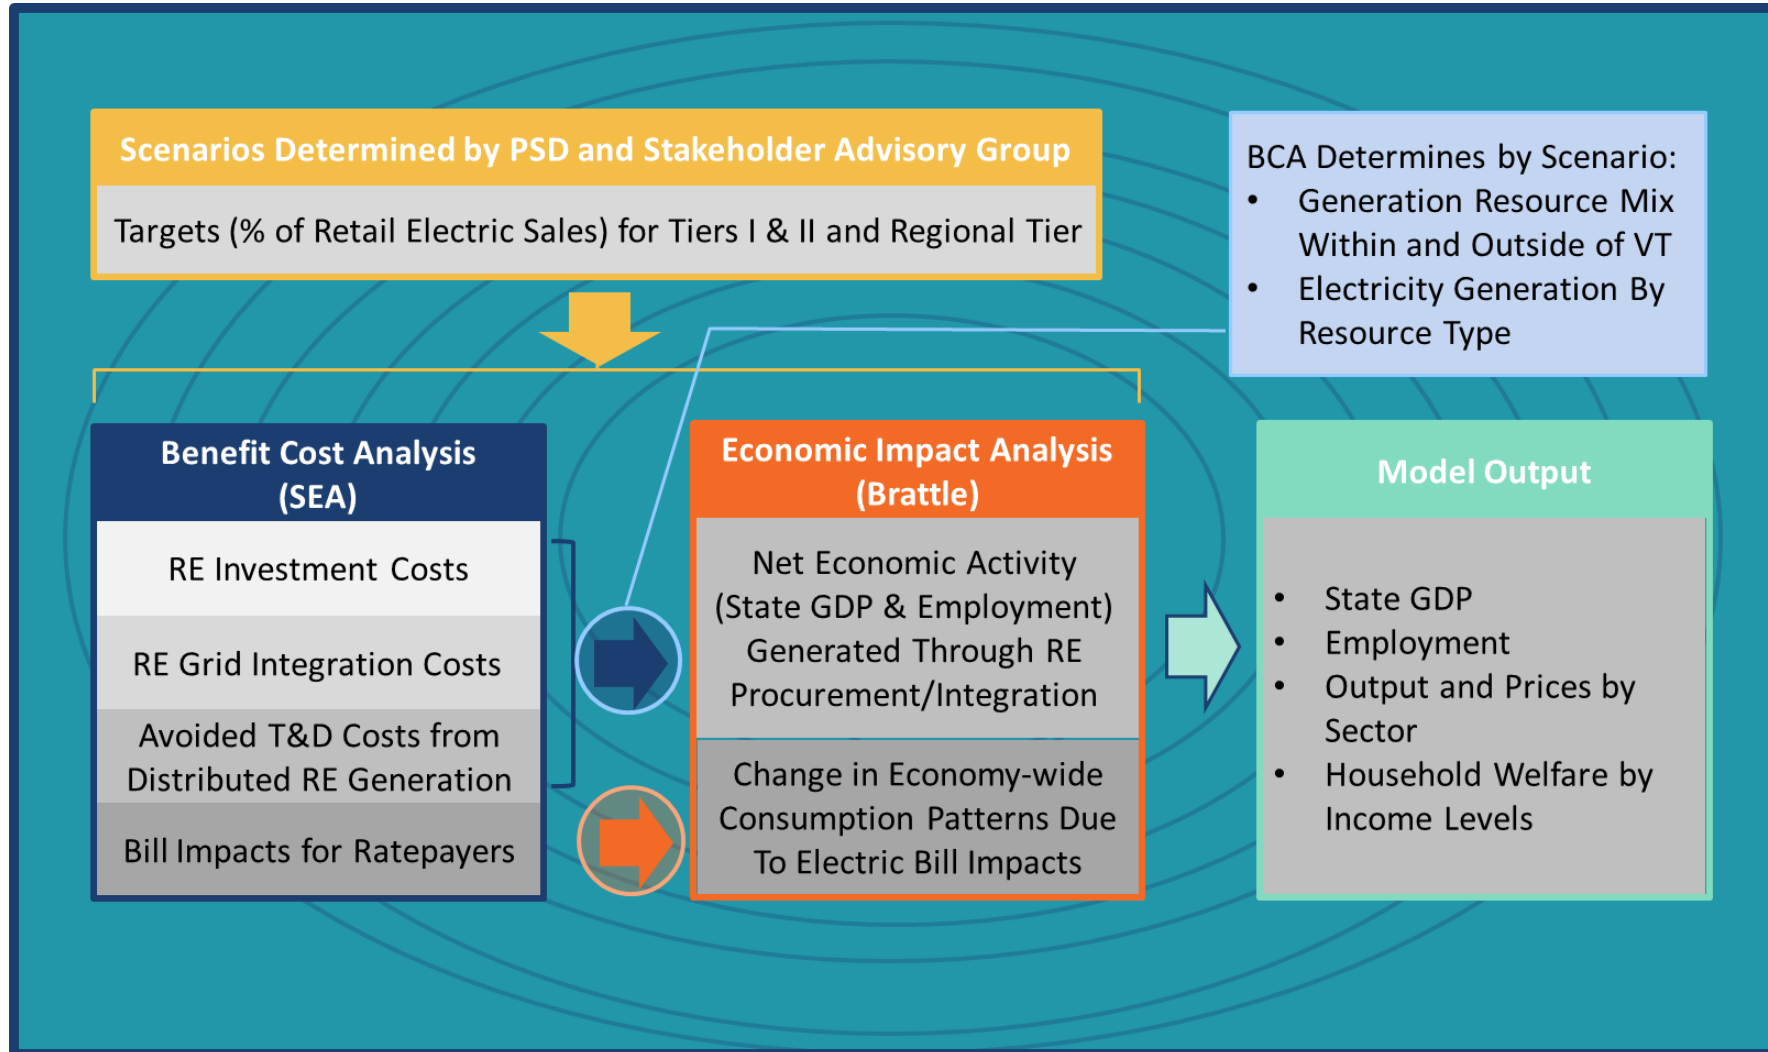 Scenarios Determined by PSD and Stakeholder Advisory Group
Targets (% of Retail Electric Sales) for Tiers I & II and Regional Tier
BCA Determines by Scenario:
• Generation Resource Mix
Within and Outside of VT
• Electricity Generation By
Resource Type
Benefit Cost Analysis
(SEA)
RE Investment Costs
RE Grid Integration Costs
Avoided T&D Costs from
Distributed RE Generation
Bill Impacts for Ratepayers
Economic Impact Analysis
(Brattle)
Net Economic Activity
(State GDP & Employment)
Generated Through RE
Procurement/Integration
Change in Economy-wide
Consumption Patterns Due
To Electric Bill Impacts
Model Output
• State GDP
• Employment
• Output and Prices by
Sector
• Household Welfare by
Income Levels